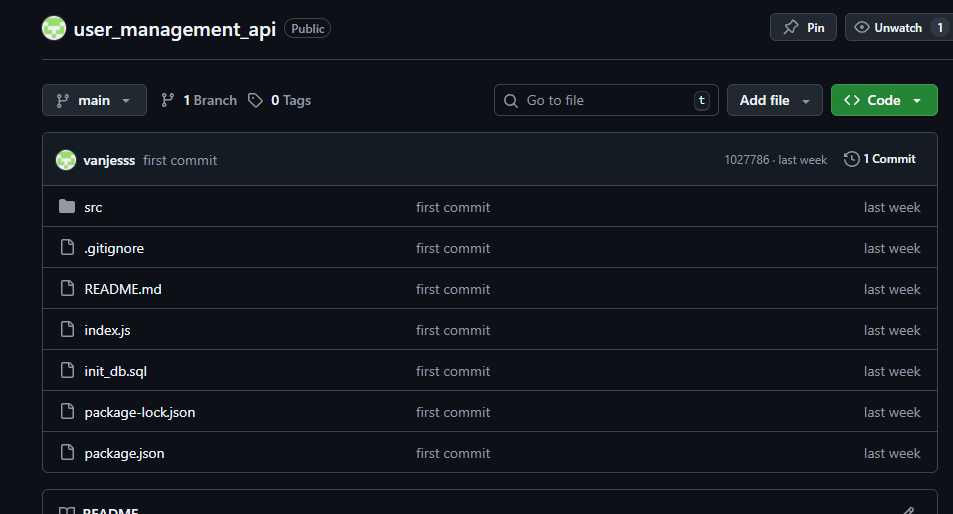 user_management_api Public Pin Unwatch 1
main 1 Branch 0 Tags Go to file t Add file Code
vanjesss first commit 1027786 · last week 1 Commit
src first commit last week
.gitignore first commit last week
README.md first commit last week
index.js first commit last week
init_db.sql first commit last week
package-lock.json first commit last week
package.json first commit last week
README